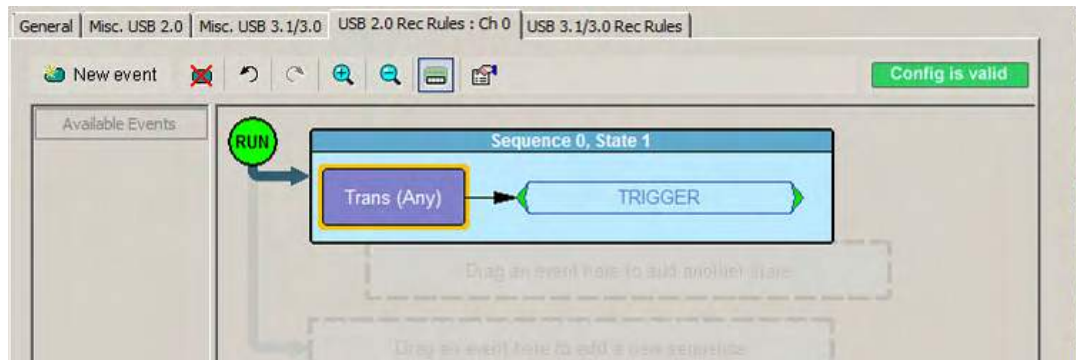 General
Misc. USB 2.0
Misc. USB 3.1/3.0
USB 2.0 Rec Rules : Ch 0
USB 3.1/3.0 Rec Rules
New event
Config is valid
Available Events
RUN
Sequence 0, State 1
Trans (Any)
TRIGGER
Drag an event here to add another state
Drag an event here to add a new sequence